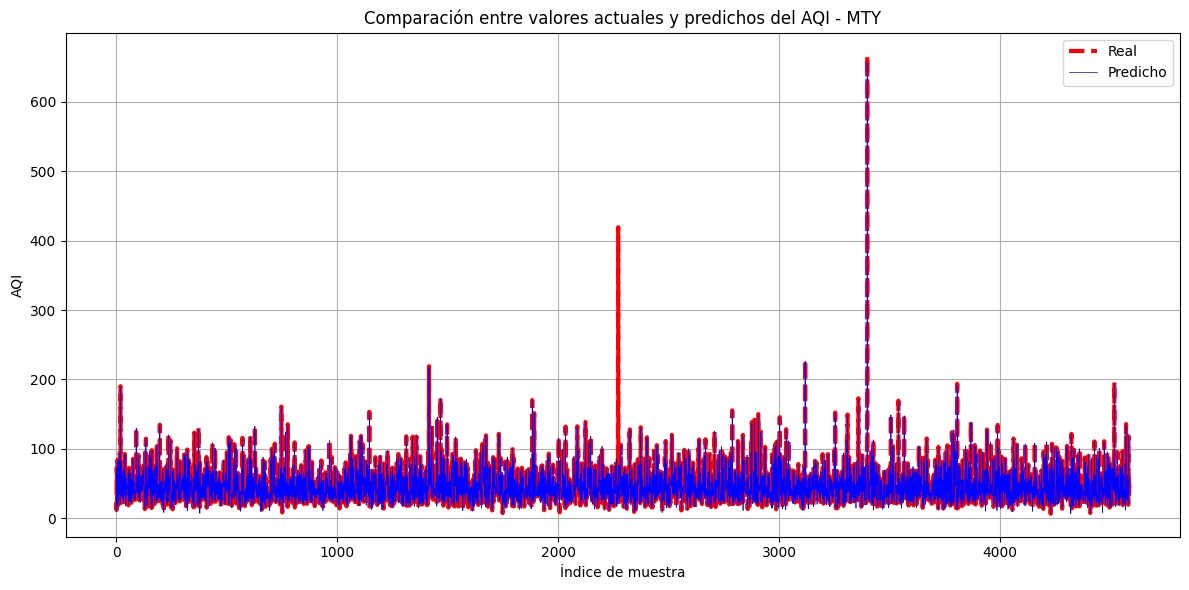 Comparación entre valores actuales y predichos del AQI - MTY
Real
Predicho
AQI
600
500
400
300
200
100
0
0
1000
2000
3000
4000
Índice de muestra